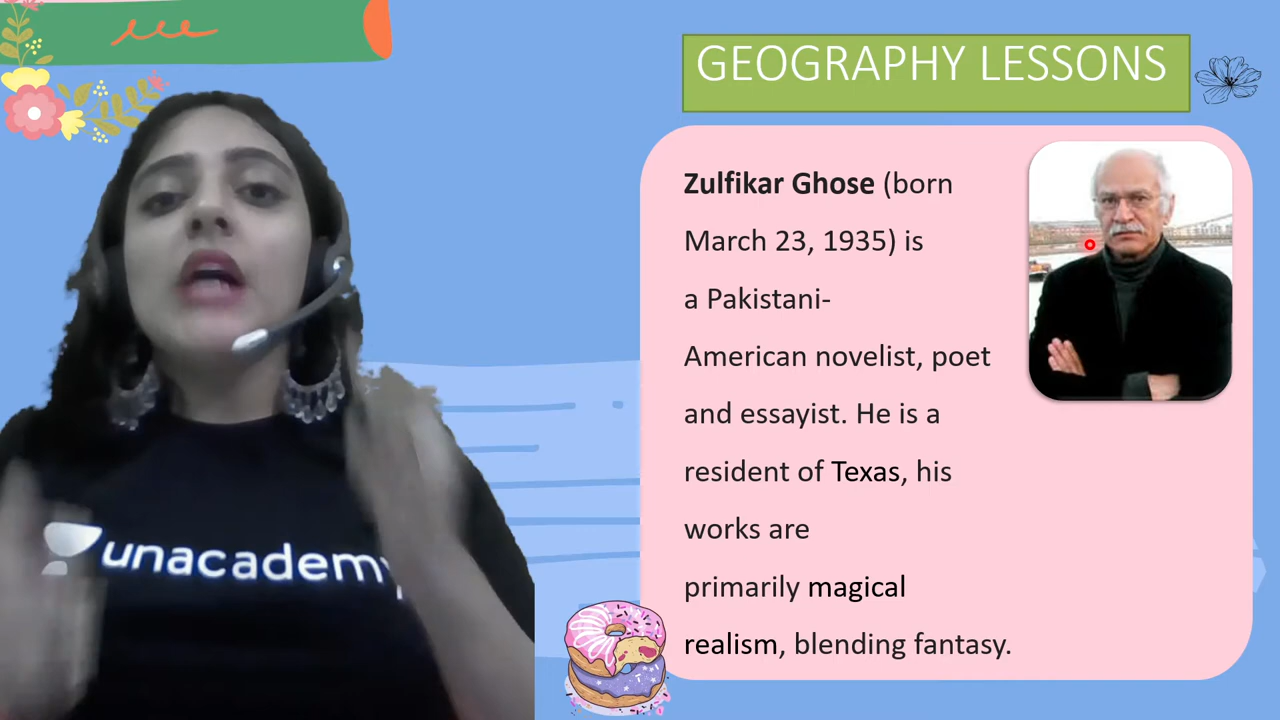 GEOGRAPHY LESSONS
Zulfikar Ghose (born
March 23, 1935) is
a Pakistani-
American novelist, poet
and essayist. He is a
resident of Texas, his
works are
primarily magical
realism, blending fantasy.
unacademy